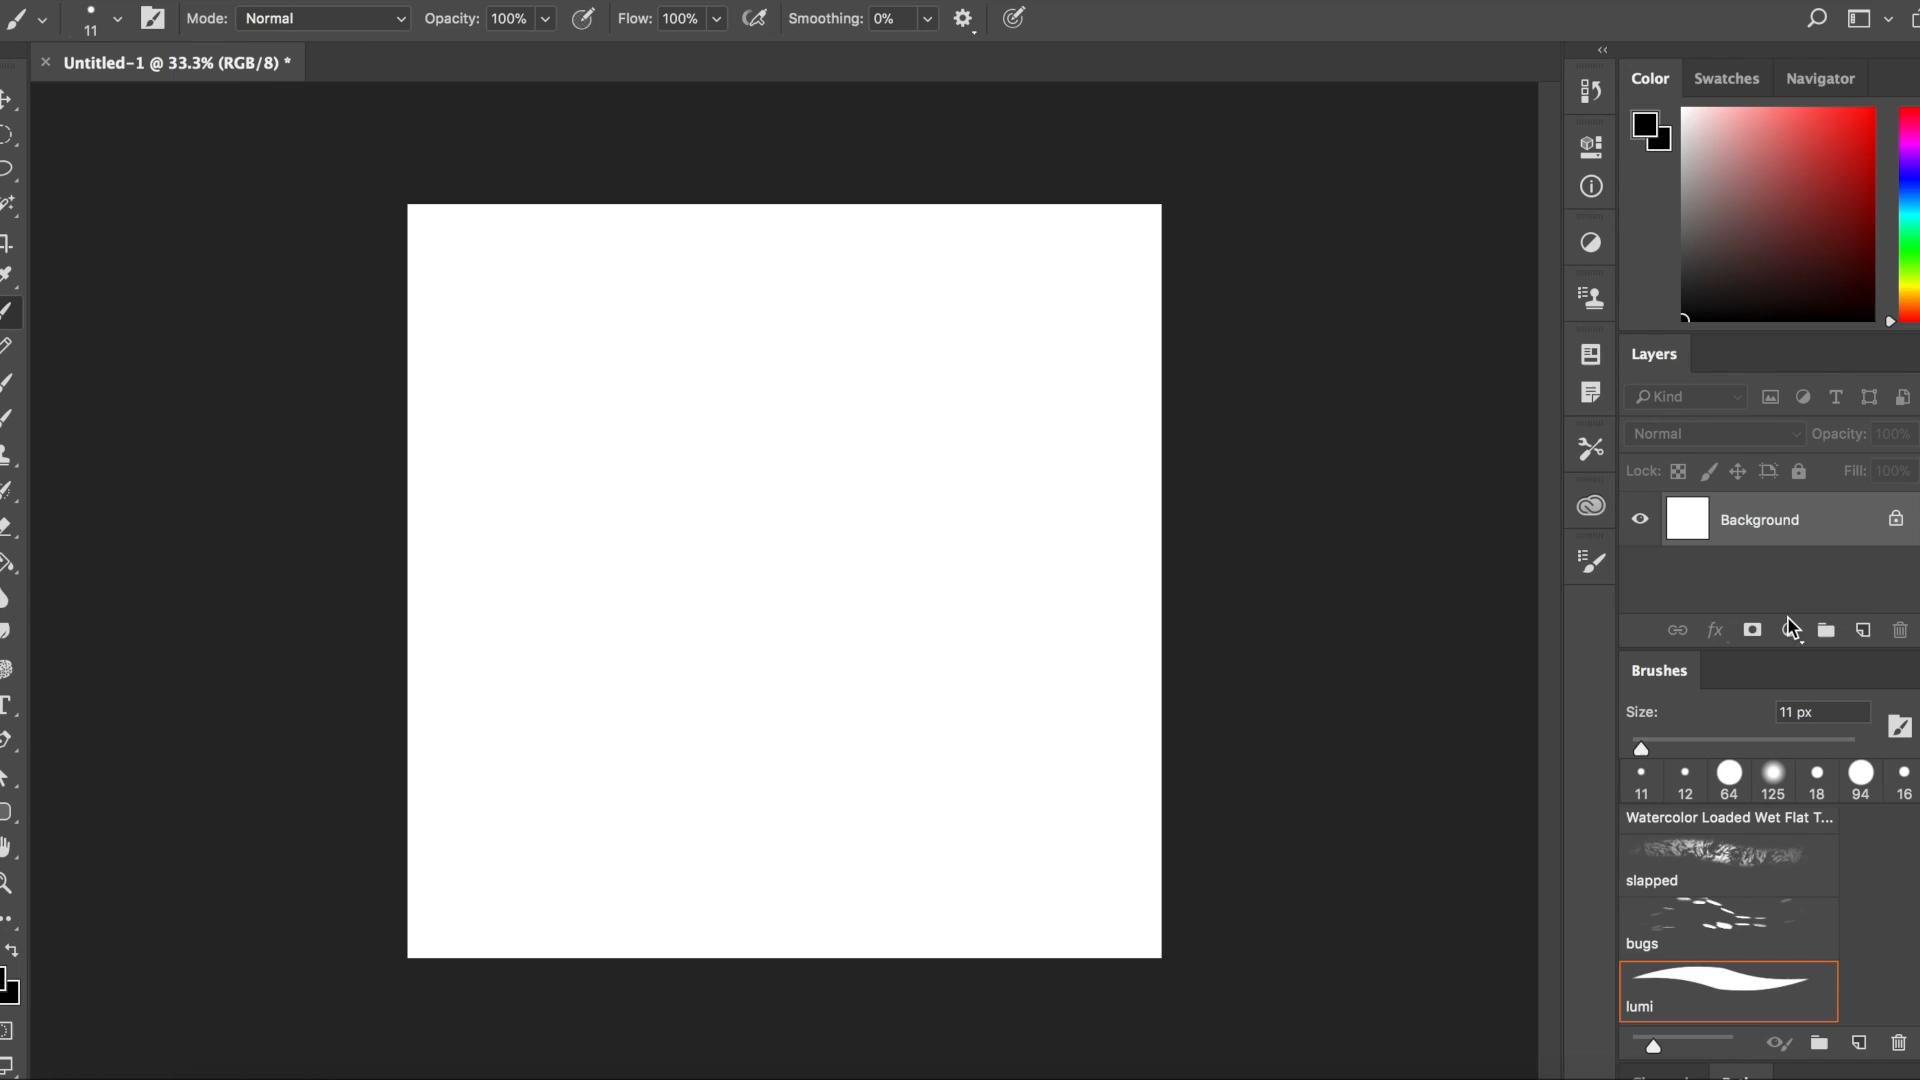 11
Mode: Normal
Opacity: 100%
Flow: 100%
Smoothing: 0%
× Untitled-1 @ 33.3% (RGB/8) *
Color
Swatches
Navigator
Layers
Kind
Normal
Opacity: 100%
Lock:
Fill: 100%
Background
fx
Brushes
Size:
11 px
11
12
64
125
18
94
16
Watercolor Loaded Wet Flat T...
slapped
bugs
lumi